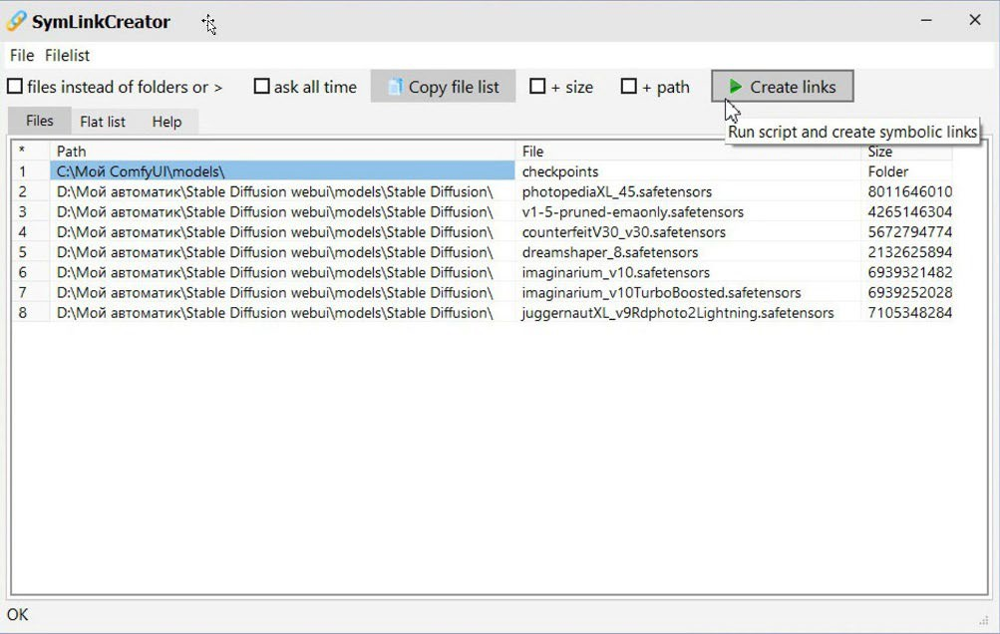 SymLinkCreator
File Filelist
files instead of folders or > ask all time Copy file list + size + path Create links
Files Flat list Help
Run script and create symbolic links
* Path File Size
1 C:\Мой ComfyUI\models\ checkpoints Folder
2 D:\Мой автоматик\Stable Diffusion webui\models\Stable Diffusion\ photopediaXL_45.safetensors 8011646010
3 D:\Мой автоматик\Stable Diffusion webui\models\Stable Diffusion\ v1-5-pruned-emaonly.safetensors 4265146304
4 D:\Мой автоматик\Stable Diffusion webui\models\Stable Diffusion\ counterfeitV30_v30.safetensors 5672794774
5 D:\Мой автоматик\Stable Diffusion webui\models\Stable Diffusion\ dreamshaper_8.safetensors 2132625894
6 D:\Мой автоматик\Stable Diffusion webui\models\Stable Diffusion\ imaginarium_v10.safetensors 6939321482
7 D:\Мой автоматик\Stable Diffusion webui\models\Stable Diffusion\ imaginarium_v10TurboBoosted.safetensors 6939252028
8 D:\Мой автоматик\Stable Diffusion webui\models\Stable Diffusion\ juggernautXL_v9Rdphoto2Lightning.safetensors 7105348284
OK